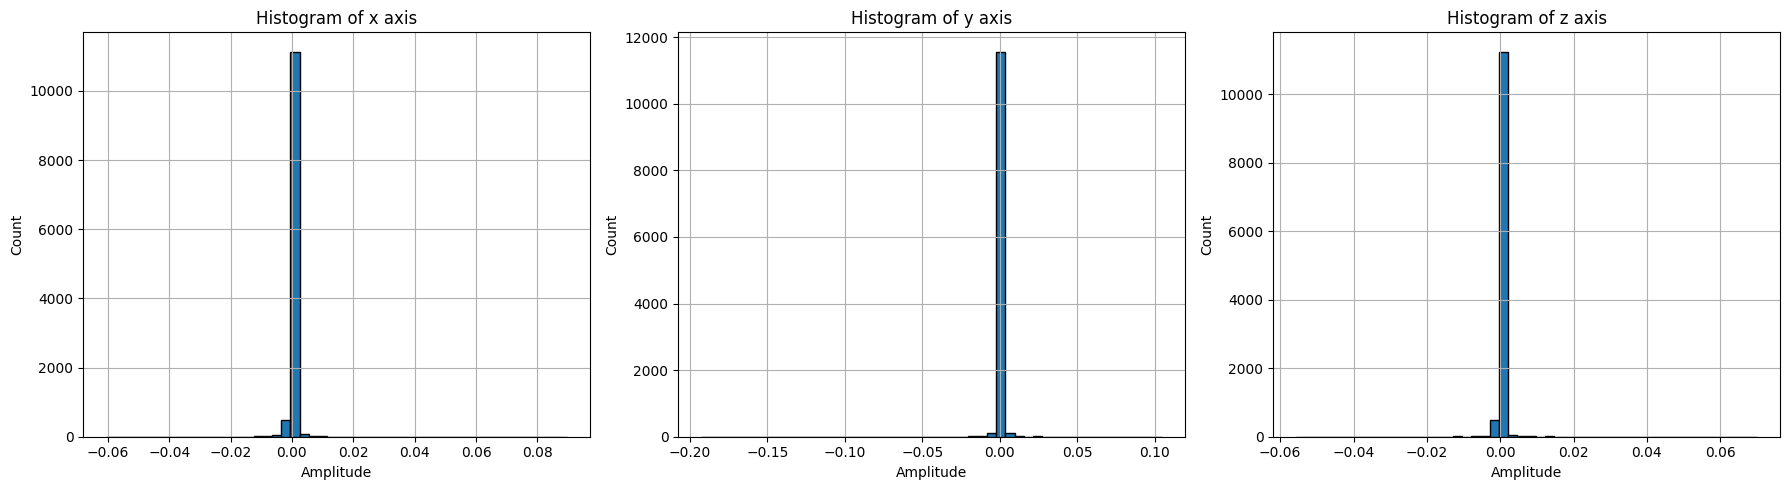 Histogram of x axis
10000
8000
6000
4000
2000
0
Count
−0.06 −0.04 −0.02 0.00 0.02 0.04 0.06 0.08
Amplitude
Histogram of y axis
12000
10000
8000
6000
4000
2000
0
Count
−0.20 −0.15 −0.10 −0.05 0.00 0.05 0.10
Amplitude
Histogram of z axis
10000
8000
6000
4000
2000
0
Count
−0.06 −0.04 −0.02 0.00 0.02 0.04 0.06
Amplitude